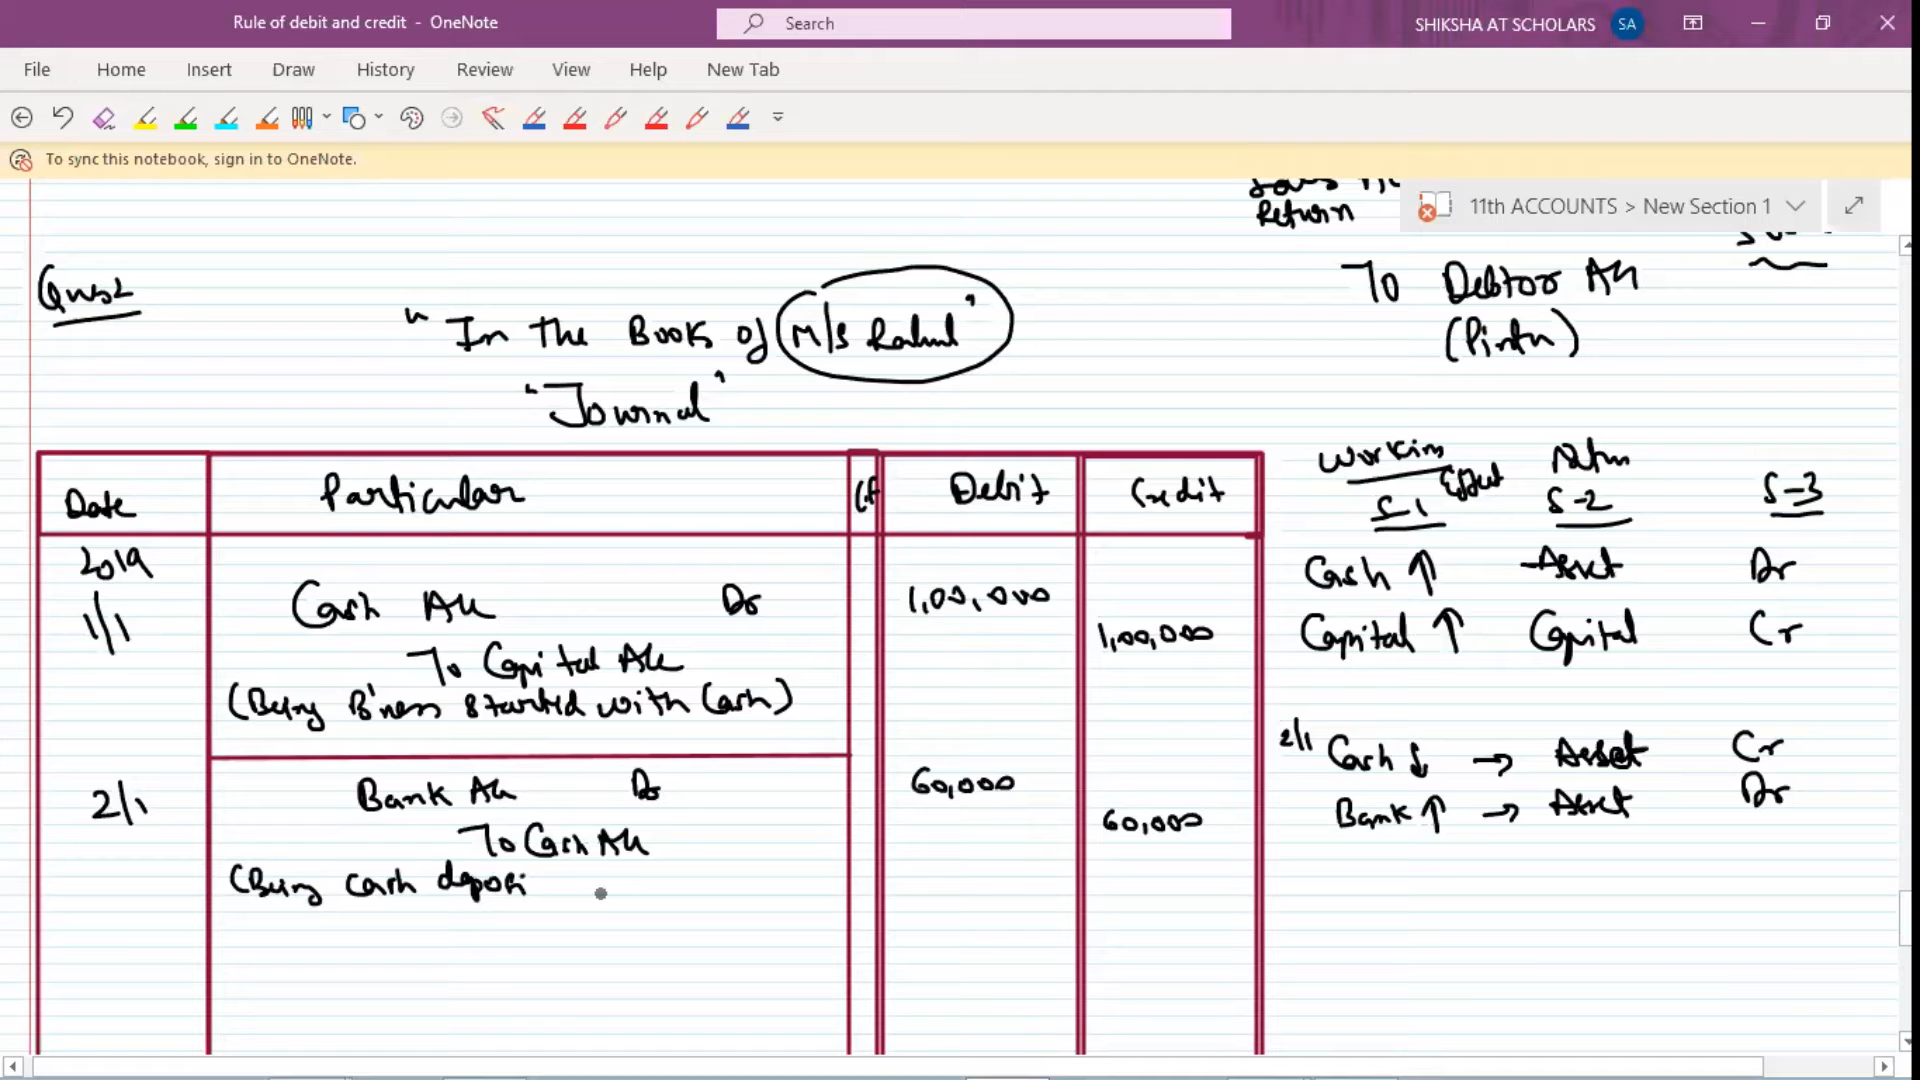 Rule of debit and credit - OneNote
Search
SHIKSHA AT SCHOLARS SA
File Home Insert Draw History Review View Help New Tab
To sync this notebook, sign in to OneNote.
Return
11th ACCOUNTS > New Section 1
To Debtor A/c
(Pintu)
"In the Book of M/S Rahul"
"Journal"
Date Particular Debit Credit
Working Effect
S-1 S-2 S-3
2019
1/1 Cash A/c Dr 1,00,000
To Capital A/c 1,00,000
(Being B'ness started with Cash)
Cash ↑ Asset Dr
Capital ↑ Capital Cr
2/1 Bank A/c Dr 60,000
To Cash A/c 60,000
(Being cash deposi
2/1 Cash ↓ → Asset Cr
Bank ↑ → Asset Dr